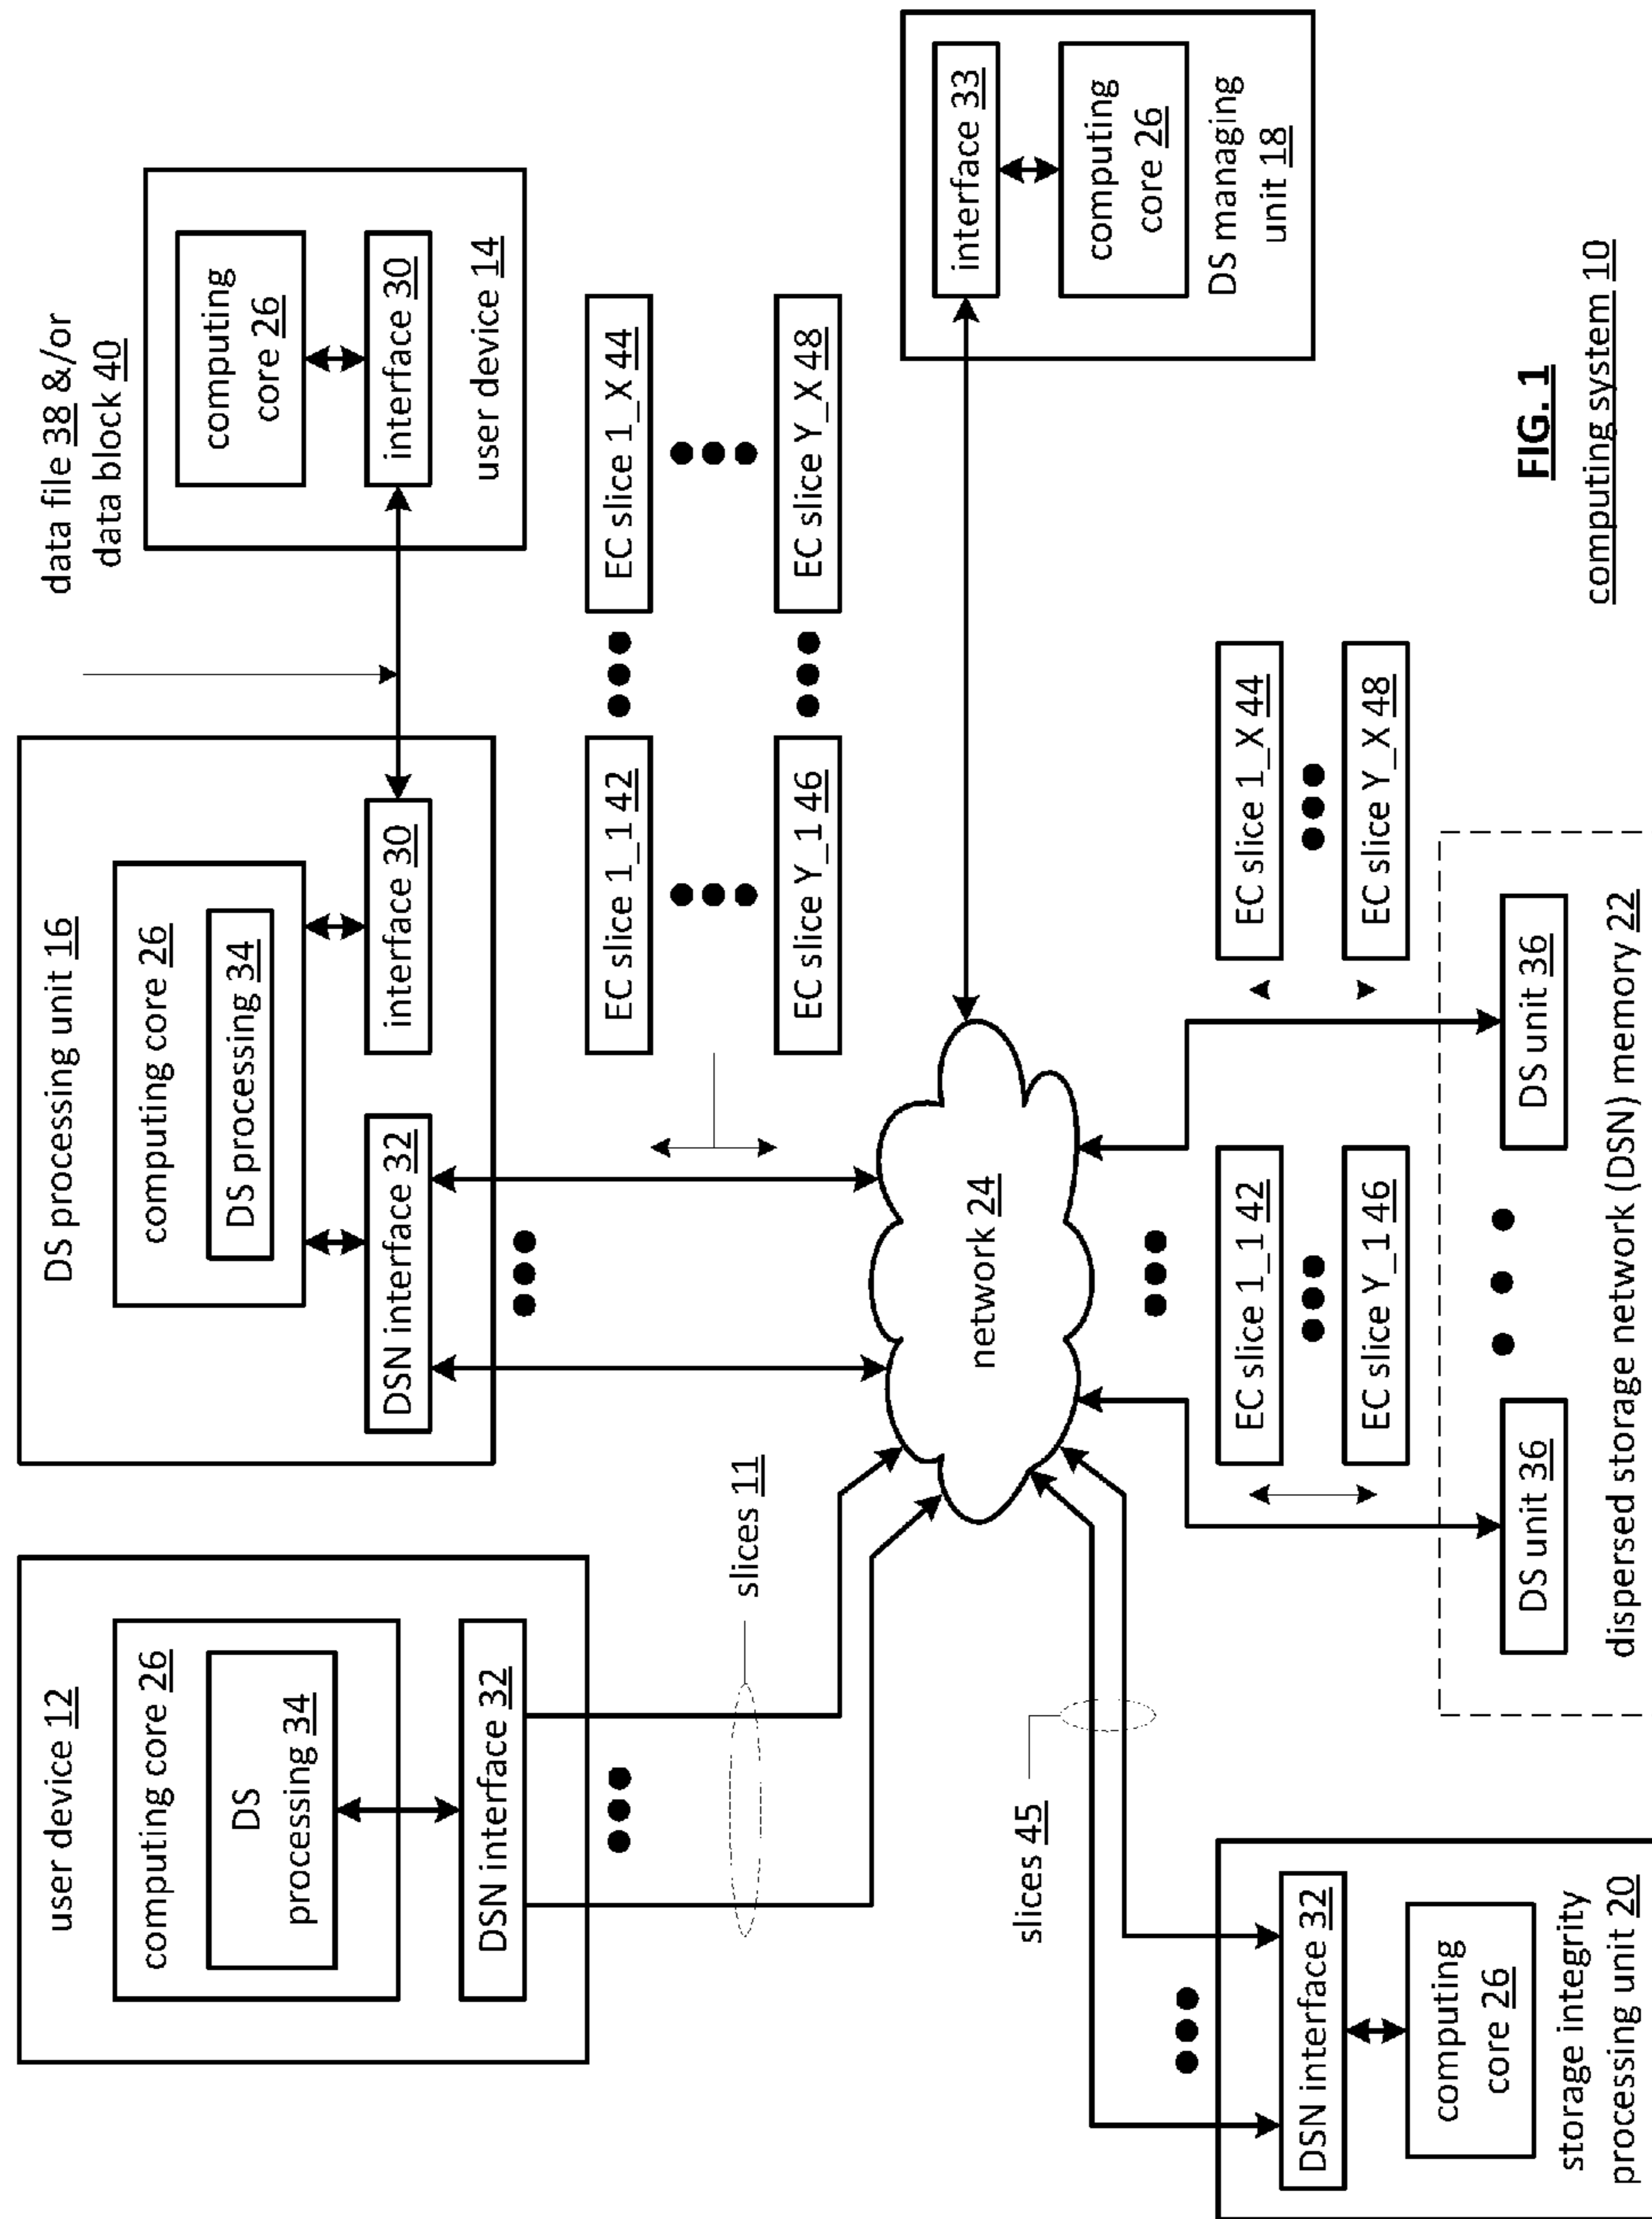 user device 12
computing core 26
DS
processing 34
DSN interface 32
slices 11
DS processing unit 16
computing core 26
DS processing 34
DSN interface 32
interface 30
data file 38 &/or
data block 40
computing
core 26
interface 30
user device 14
EC slice 1_1 42
EC slice 1_X 44
EC slice Y_1 46
EC slice Y_X 48
network 24
interface 33
computing
core 26
DS managing
unit 18
slices 45
DSN interface 32
computing
core 26
storage integrity
processing unit 20
EC slice 1_1 42
EC slice Y_1 46
EC slice 1_X 44
EC slice Y_X 48
DS unit 36
DS unit 36
dispersed storage network (DSN) memory 22
FIG. 1
computing system 10